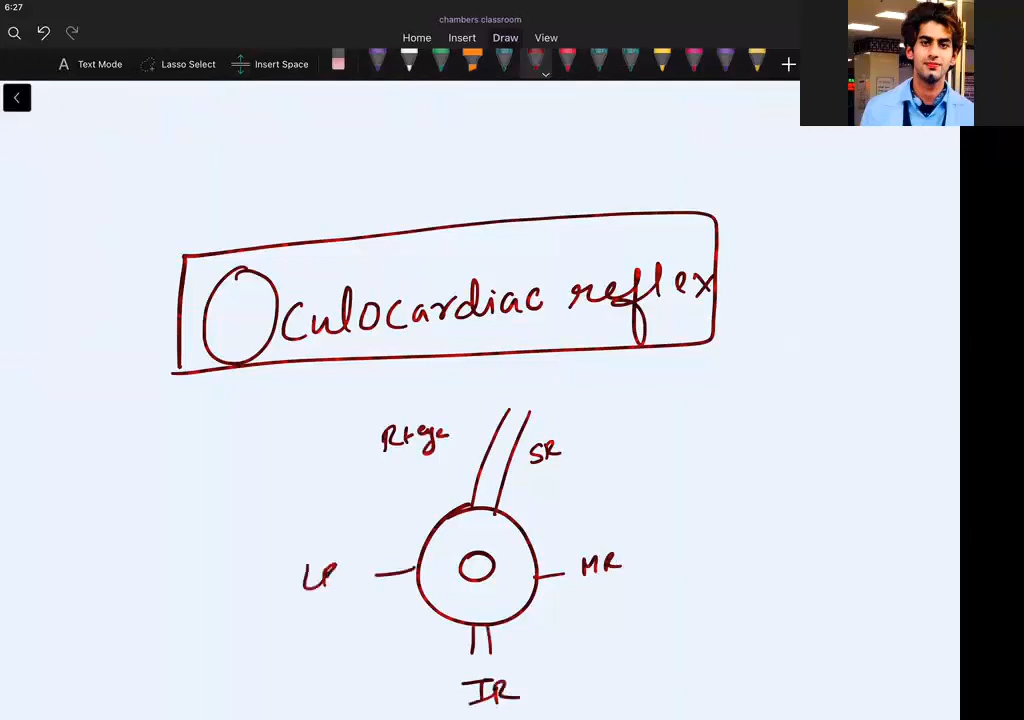 6:27
chambers classroom
Home Insert Draw View
A Text Mode Lasso Select Insert Space
Oculocardiac reflex
Rt eye
SR
LR
MR
IR